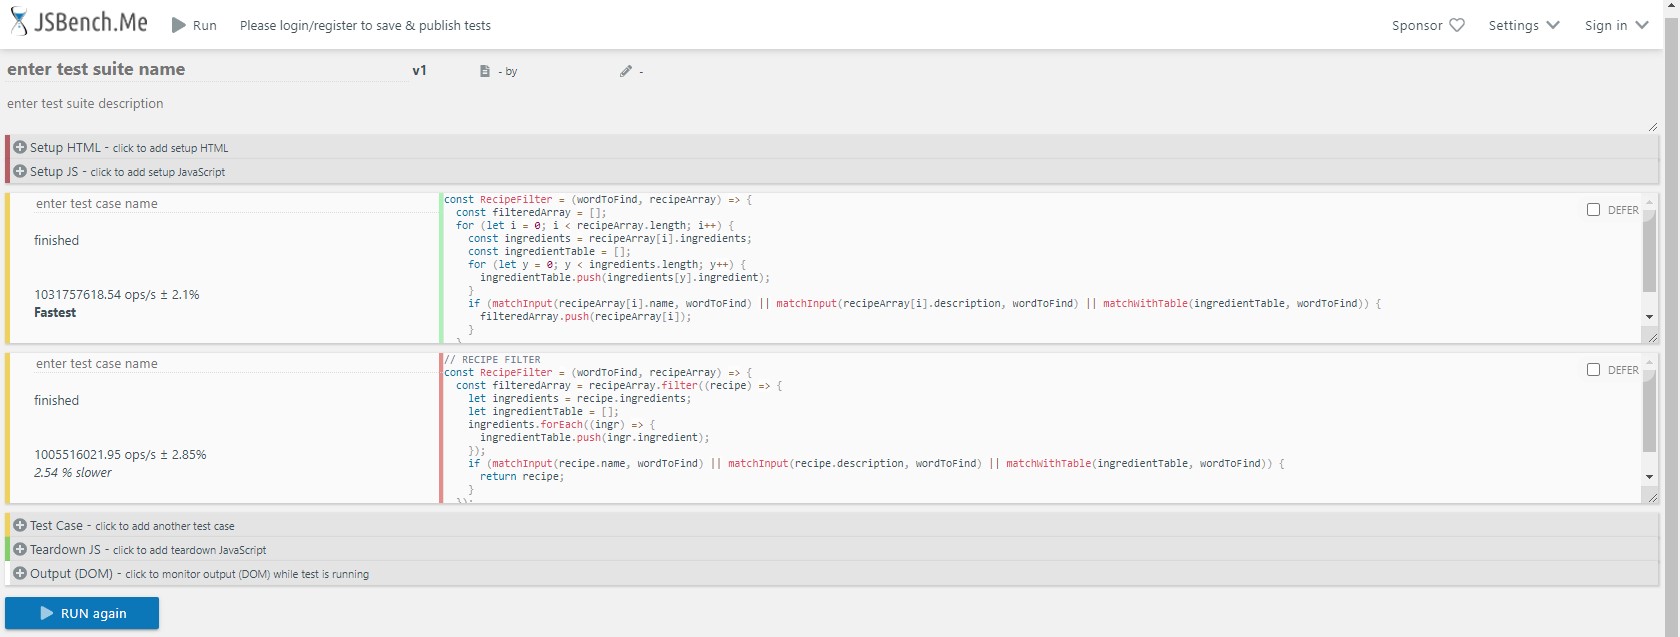 JSBench.Me Run Please login/register to save & publish tests Sponsor Settings Sign in
enter test suite name v1 - by -
enter test suite description
Setup HTML - click to add setup HTML
Setup JS - click to add setup JavaScript
enter test case name
finished
1031757618.54 ops/s ± 2.1%
Fastest
const RecipeFilter = (wordToFind, recipeArray) => {
  const filteredArray = [];
  for (let i = 0; i < recipeArray.length; i++) {
    const ingredients = recipeArray[i].ingredients;
    const ingredientTable = [];
    for (let y = 0; y < ingredients.length; y++) {
      ingredientTable.push(ingredients[y].ingredient);
    }
    if (matchInput(recipeArray[i].name, wordToFind) || matchInput(recipeArray[i].description, wordToFind) || matchWithTable(ingredientTable, wordToFind)) {
      filteredArray.push(recipeArray[i]);
    }
  }
DEFER
enter test case name
finished
1005516021.95 ops/s ± 2.85%
2.54 % slower
// RECIPE FILTER
const RecipeFilter = (wordToFind, recipeArray) => {
  const filteredArray = recipeArray.filter((recipe) => {
    let ingredients = recipe.ingredients;
    let ingredientTable = [];
    ingredients.forEach((ingr) => {
      ingredientTable.push(ingr.ingredient);
    });
    if (matchInput(recipe.name, wordToFind) || matchInput(recipe.description, wordToFind) || matchWithTable(ingredientTable, wordToFind)) {
      return recipe;
    }
  });
DEFER
Test Case - click to add another test case
Teardown JS - click to add teardown JavaScript
Output (DOM) - click to monitor output (DOM) while test is running
RUN again